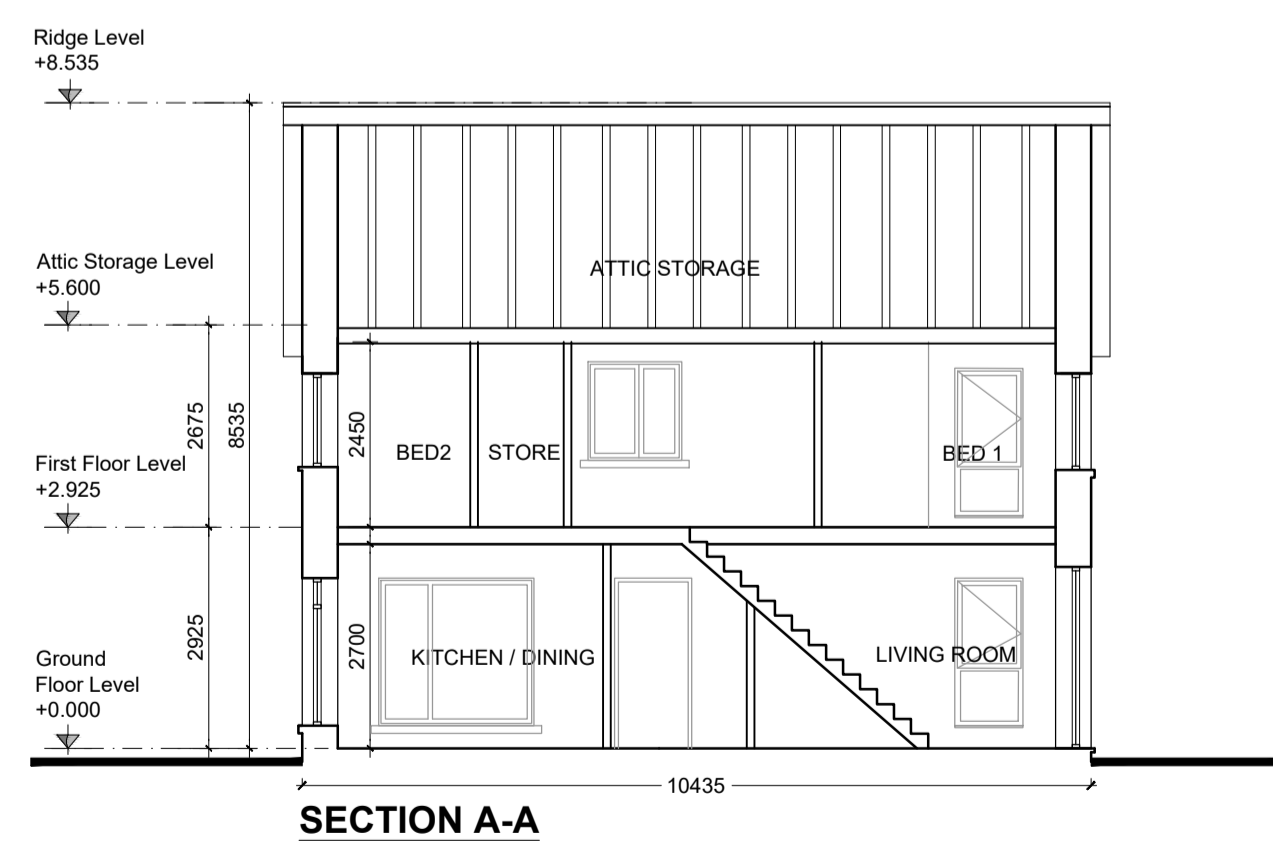 Ridge Level
+8.535
Attic Storage Level
+5.600
ATTIC STORAGE
2675
8535
2450
BED2
STORE
BED 1
First Floor Level
+2.925
2925
2700
KITCHEN / DINING
LIVING ROOM
Ground
Floor Level
+0.000
10435
SECTION A-A